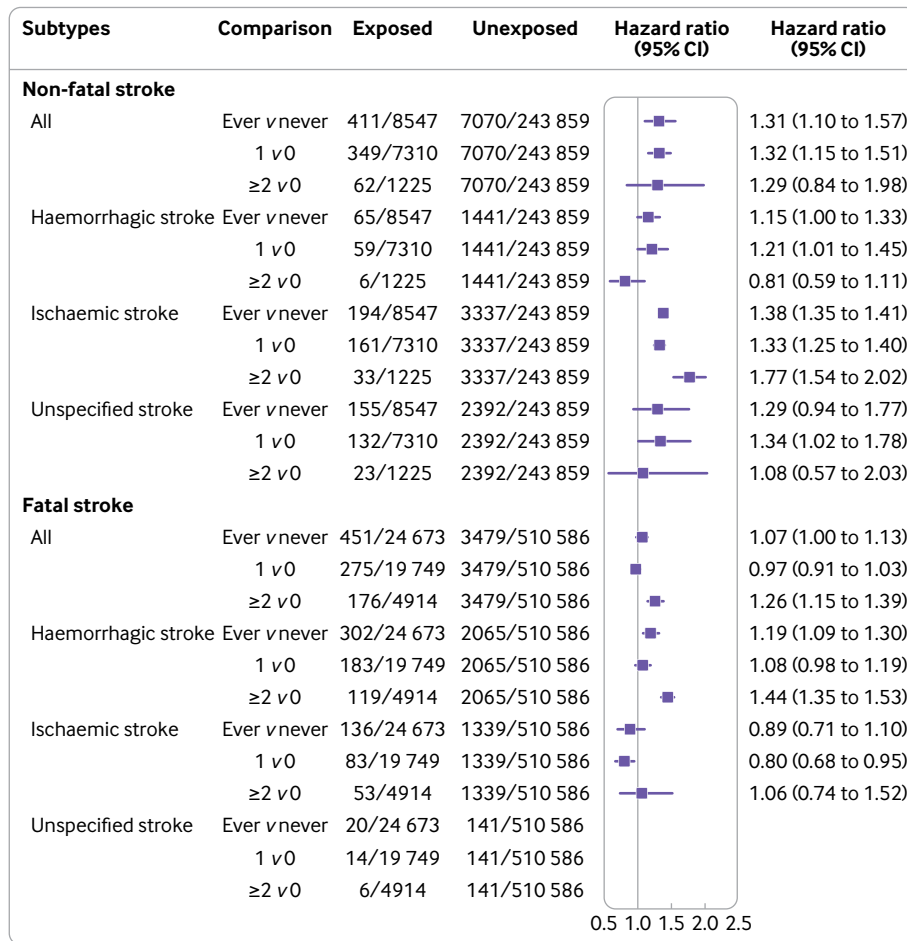 Subtypes Comparison Exposed Unexposed Hazard ratio (95% CI) Hazard ratio (95% CI)
Non-fatal stroke
All Ever v never 411/8547 7070/243 859 1.31 (1.10 to 1.57)
1 v 0 349/7310 7070/243 859 1.32 (1.15 to 1.51)
≥2 v 0 62/1225 7070/243 859 1.29 (0.84 to 1.98)
Haemorrhagic stroke Ever v never 65/8547 1441/243 859 1.15 (1.00 to 1.33)
1 v 0 59/7310 1441/243 859 1.21 (1.01 to 1.45)
≥2 v 0 6/1225 1441/243 859 0.81 (0.59 to 1.11)
Ischaemic stroke Ever v never 194/8547 3337/243 859 1.38 (1.35 to 1.41)
1 v 0 161/7310 3337/243 859 1.33 (1.25 to 1.40)
≥2 v 0 33/1225 3337/243 859 1.77 (1.54 to 2.02)
Unspecified stroke Ever v never 155/8547 2392/243 859 1.29 (0.94 to 1.77)
1 v 0 132/7310 2392/243 859 1.34 (1.02 to 1.78)
≥2 v 0 23/1225 2392/243 859 1.08 (0.57 to 2.03)
Fatal stroke
All Ever v never 451/24 673 3479/510 586 1.07 (1.00 to 1.13)
1 v 0 275/19 749 3479/510 586 0.97 (0.91 to 1.03)
≥2 v 0 176/4914 3479/510 586 1.26 (1.15 to 1.39)
Haemorrhagic stroke Ever v never 302/24 673 2065/510 586 1.19 (1.09 to 1.30)
1 v 0 183/19 749 2065/510 586 1.08 (0.98 to 1.19)
≥2 v 0 119/4914 2065/510 586 1.44 (1.35 to 1.53)
Ischaemic stroke Ever v never 136/24 673 1339/510 586 0.89 (0.71 to 1.10)
1 v 0 83/19 749 1339/510 586 0.80 (0.68 to 0.95)
≥2 v 0 53/4914 1339/510 586 1.06 (0.74 to 1.52)
Unspecified stroke Ever v never 20/24 673 141/510 586
1 v 0 14/19 749 141/510 586
≥2 v 0 6/4914 141/510 586
0.5 1.0 1.5 2.0 2.5